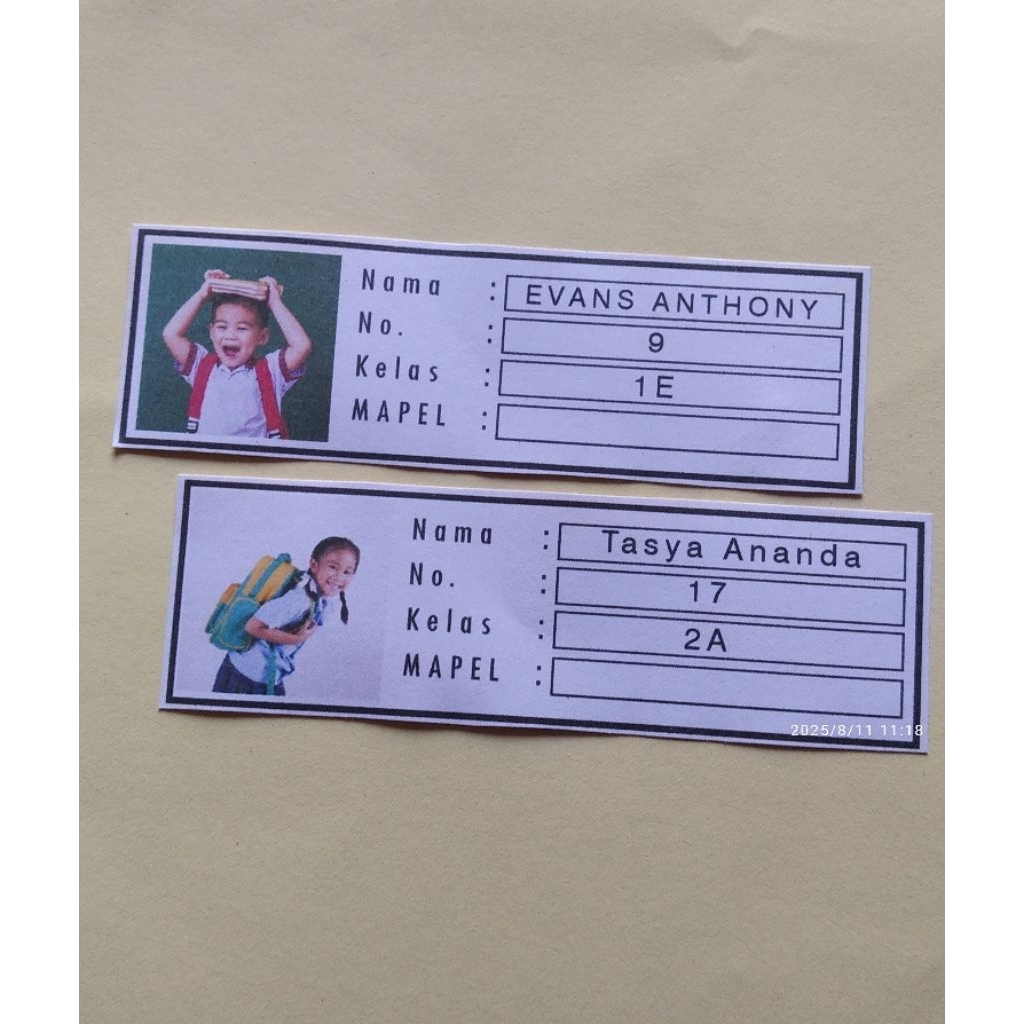 Nama : EVANS ANTHONY
No. : 9
Kelas : 1E
MAPEL :
Nama : Tasya Ananda
No. : 17
Kelas : 2A
MAPEL :
2025/8/11 11:18